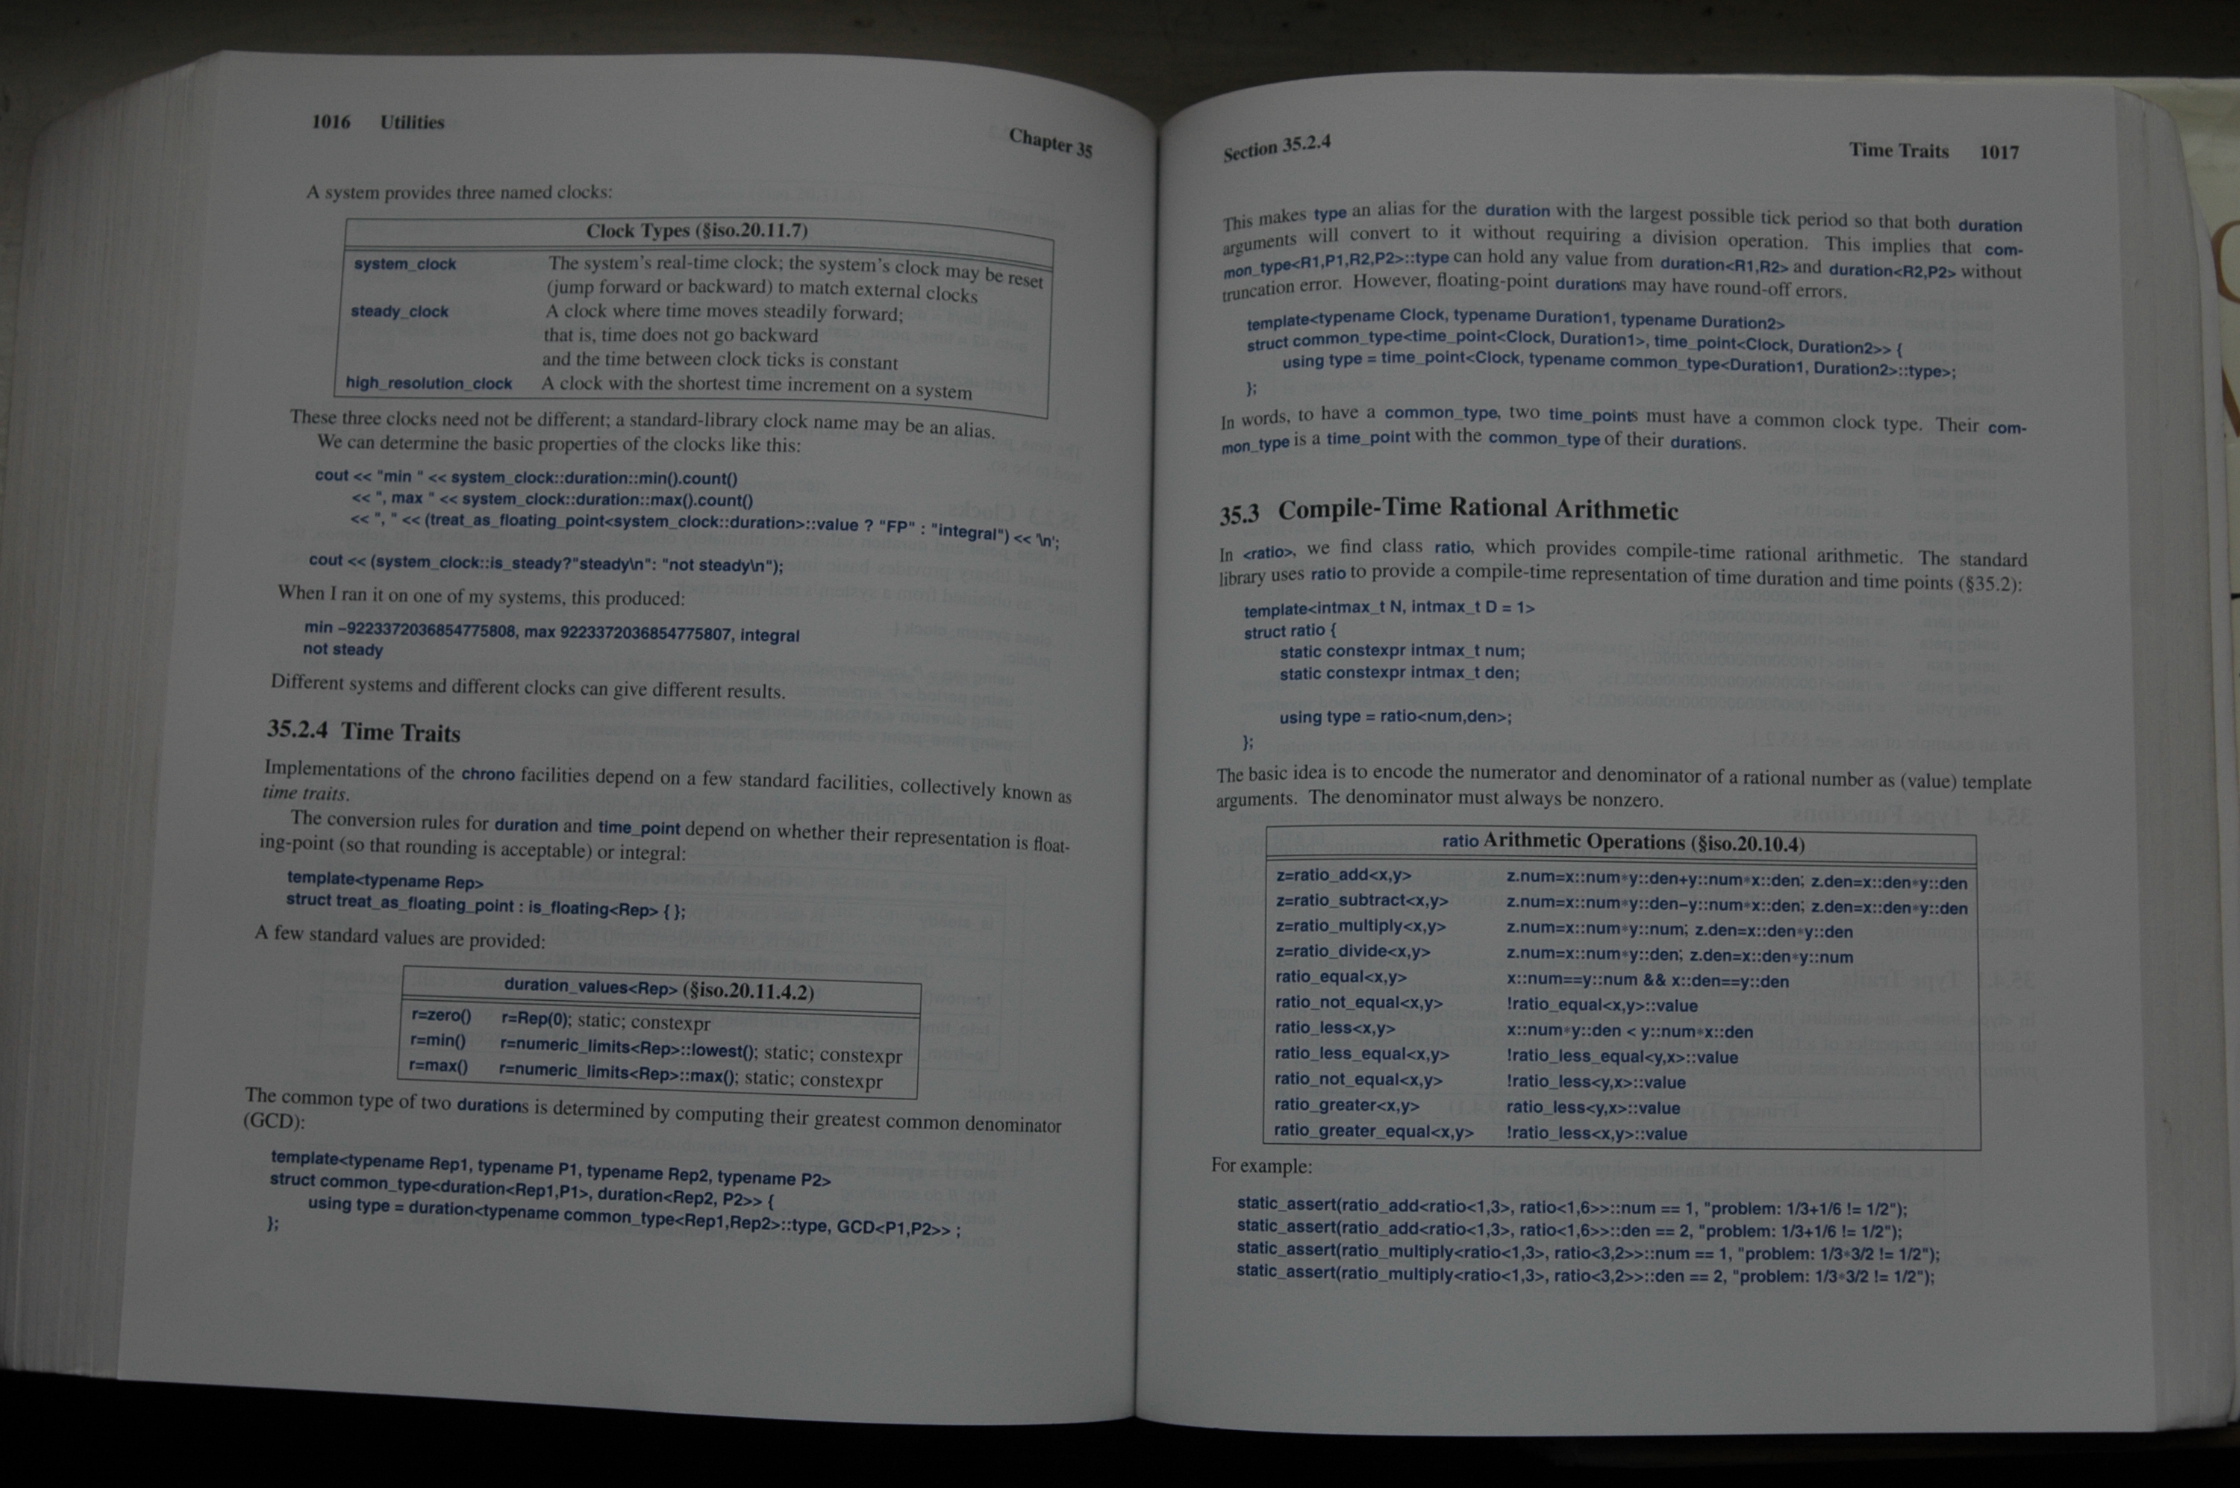 1016 Utilities Chapter 35
A system provides three named clocks:
Clock Types (§iso.20.11.7)
system_clock The system's real-time clock; the system's clock may be reset
(jump forward or backward) to match external clocks
steady_clock A clock where time moves steadily forward;
that is, time does not go backward
and the time between clock ticks is constant
high_resolution_clock A clock with the shortest time increment on a system
These three clocks need not be different; a standard-library clock name may be an alias.
We can determine the basic properties of the clocks like this:
cout << "min " << system_clock::duration::min().count()
<< ", max " << system_clock::duration::max().count()
<< ", " << (treat_as_floating_point<system_clock::duration>::value ? "FP" : "integral") << '\n';
cout << (system_clock::is_steady?"steady\n": "not steady\n");
When I ran it on one of my systems, this produced:
min −9223372036854775808, max 9223372036854775807, integral
not steady
Different systems and different clocks can give different results.
35.2.4 Time Traits
Implementations of the chrono facilities depend on a few standard facilities, collectively known as
time traits.
The conversion rules for duration and time_point depend on whether their representation is float-
ing-point (so that rounding is acceptable) or integral:
template<typename Rep>
struct treat_as_floating_point : is_floating<Rep> { };
A few standard values are provided:
duration_values<Rep> (§iso.20.11.4.2)
r=zero() r=Rep(0); static; constexpr
r=min() r=numeric_limits<Rep>::lowest(); static; constexpr
r=max() r=numeric_limits<Rep>::max(); static; constexpr
The common type of two durations is determined by computing their greatest common denominator
(GCD):
template<typename Rep1, typename P1, typename Rep2, typename P2>
struct common_type<duration<Rep1,P1>, duration<Rep2, P2>> {
using type = duration<typename common_type<Rep1,Rep2>::type, GCD<P1,P2>> ;
};
Section 35.2.4 Time Traits 1017
This makes type an alias for the duration with the largest possible tick period so that both duration
arguments will convert to it without requiring a division operation. This implies that com-
mon_type<R1,P1,R2,P2>::type can hold any value from duration<R1,R2> and duration<R2,P2> without
truncation error. However, floating-point durations may have round-off errors.
template<typename Clock, typename Duration1, typename Duration2>
struct common_type<time_point<Clock, Duration1>, time_point<Clock, Duration2>> {
using type = time_point<Clock, typename common_type<Duration1, Duration2>::type>;
};
In words, to have a common_type, two time_points must have a common clock type. Their com-
mon_type is a time_point with the common_type of their durations.
35.3 Compile-Time Rational Arithmetic
In <ratio>, we find class ratio, which provides compile-time rational arithmetic. The standard
library uses ratio to provide a compile-time representation of time duration and time points (§35.2):
template<intmax_t N, intmax_t D = 1>
struct ratio {
static constexpr intmax_t num;
static constexpr intmax_t den;
using type = ratio<num,den>;
};
The basic idea is to encode the numerator and denominator of a rational number as (value) template
arguments. The denominator must always be nonzero.
ratio Arithmetic Operations (§iso.20.10.4)
z=ratio_add<x,y> z.num=x::num*y::den+y::num*x::den; z.den=x::den*y::den
z=ratio_subtract<x,y> z.num=x::num*y::den−y::num*x::den; z.den=x::den*y::den
z=ratio_multiply<x,y> z.num=x::num*y::num; z.den=x::den*y::den
z=ratio_divide<x,y> z.num=x::num*y::den; z.den=x::den*y::num
ratio_equal<x,y> x::num==y::num && x::den==y::den
ratio_not_equal<x,y> !ratio_equal<x,y>::value
ratio_less<x,y> x::num*y::den < y::num*x::den
ratio_less_equal<x,y> !ratio_less_equal<y,x>::value
ratio_not_equal<x,y> !ratio_less<y,x>::value
ratio_greater<x,y> ratio_less<y,x>::value
ratio_greater_equal<x,y> !ratio_less<x,y>::value
For example:
static_assert(ratio_add<ratio<1,3>, ratio<1,6>>::num == 1, "problem: 1/3+1/6 != 1/2");
static_assert(ratio_add<ratio<1,3>, ratio<1,6>>::den == 2, "problem: 1/3+1/6 != 1/2");
static_assert(ratio_multiply<ratio<1,3>, ratio<3,2>>::num == 1, "problem: 1/3*3/2 != 1/2");
static_assert(ratio_multiply<ratio<1,3>, ratio<3,2>>::den == 2, "problem: 1/3*3/2 != 1/2");